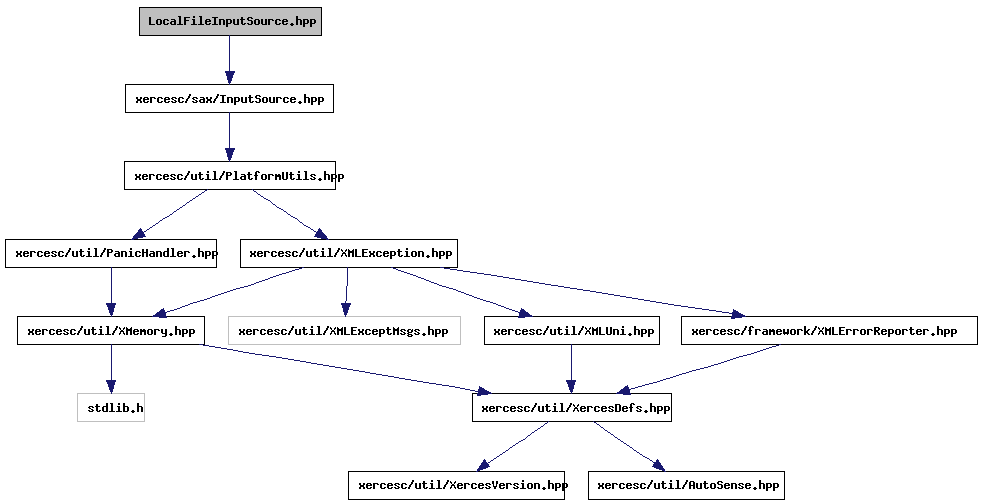 LocalFileInputSource.hpp
xercesc/sax/InputSource.hpp
xercesc/util/PlatformUtils.hpp
xercesc/util/PanicHandler.hpp
xercesc/util/XMLException.hpp
xercesc/util/XMemory.hpp
xercesc/util/XMLExceptMsgs.hpp
xercesc/util/XMLUni.hpp
xercesc/framework/XMLErrorReporter.hpp
stdlib.h
xercesc/util/XercesDefs.hpp
xercesc/util/XercesVersion.hpp
xercesc/util/AutoSense.hpp